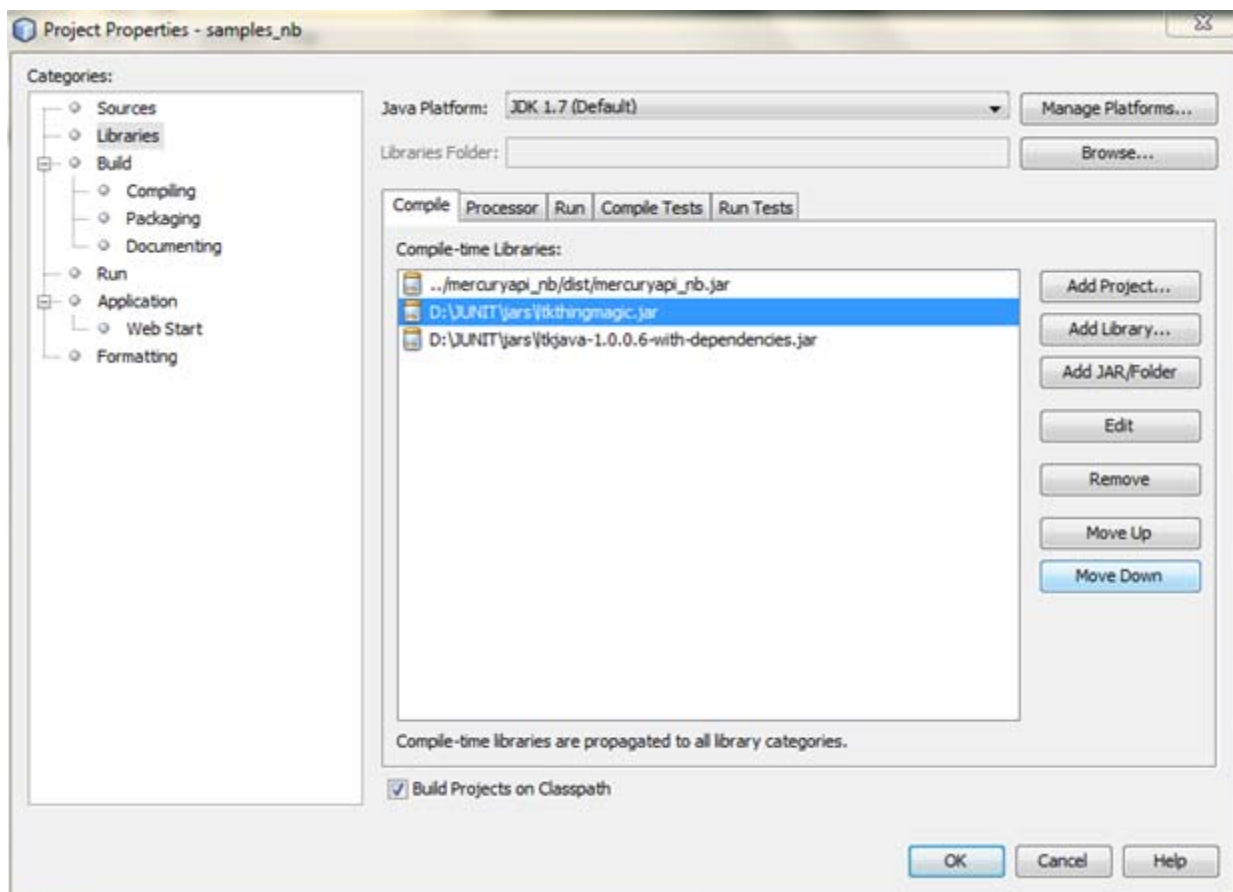 Project Properties - samples_nb
Categories:
Sources
Libraries
Build
Compiling
Packaging
Documenting
Run
Application
Web Start
Formatting
Java Platform: JDK 1.7 (Default) Manage Platforms...
Libraries Folder: Browse...
Compile Processor Run Compile Tests Run Tests
Compile-time Libraries:
../mercuryapi_nb/dist/mercuryapi_nb.jar
D:\JUNIT\jars\ltkthingmagic.jar
D:\JUNIT\jars\ltkjava-1.0.0.6-with-dependencies.jar
Add Project...
Add Library...
Add JAR/Folder
Edit
Remove
Move Up
Move Down
Compile-time libraries are propagated to all library categories.
Build Projects on Classpath
OK Cancel Help